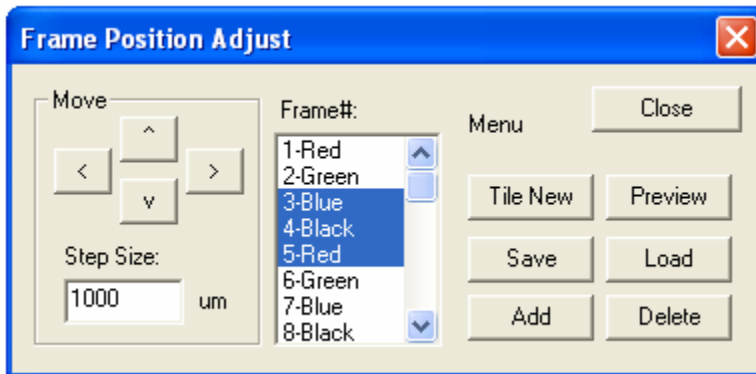 Frame Position Adjust
Move
^
<
>
v
Step Size:
1000 um
Frame#:
1-Red
2-Green
3-Blue
4-Black
5-Red
6-Green
7-Blue
8-Black
Menu
Close
Tile New
Preview
Save
Load
Add
Delete